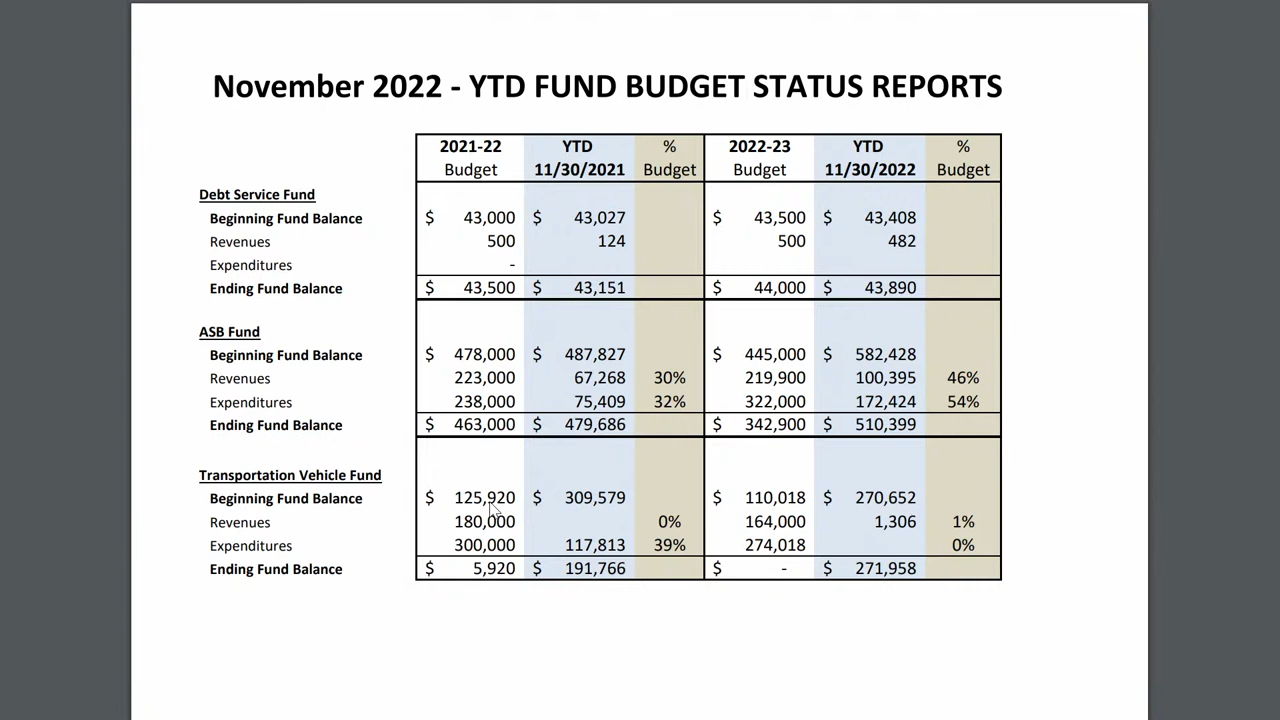 November 2022 - YTD FUND BUDGET STATUS REPORTS
2021-22 YTD % 2022-23 YTD %
Budget 11/30/2021 Budget Budget 11/30/2022 Budget
Debt Service Fund
Beginning Fund Balance $ 43,000 $ 43,027 $ 43,500 $ 43,408
Revenues 500 124 500 482
Expenditures -
Ending Fund Balance $ 43,500 $ 43,151 $ 44,000 $ 43,890
ASB Fund
Beginning Fund Balance $ 478,000 $ 487,827 $ 445,000 $ 582,428
Revenues 223,000 67,268 30% 219,900 100,395 46%
Expenditures 238,000 75,409 32% 322,000 172,424 54%
Ending Fund Balance $ 463,000 $ 479,686 $ 342,900 $ 510,399
Transportation Vehicle Fund
Beginning Fund Balance $ 125,920 $ 309,579 $ 110,018 $ 270,652
Revenues 180,000 0% 164,000 1,306 1%
Expenditures 300,000 117,813 39% 274,018 0%
Ending Fund Balance $ 5,920 $ 191,766 $ - $ 271,958